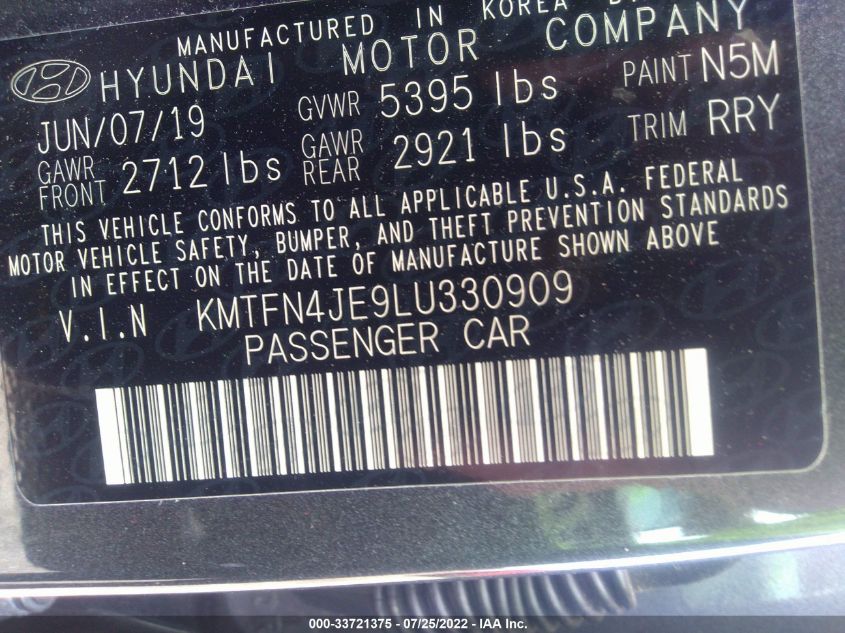 MANUFACTURED IN KOREA
HYUNDAI MOTOR COMPANY
JUN/07/19 GVWR 5395 lbs PAINT N5M
GAWR FRONT 2712 lbs GAWR REAR 2921 lbs TRIM RRY
THIS VEHICLE CONFORMS TO ALL APPLICABLE U.S.A. FEDERAL
MOTOR VEHICLE SAFETY, BUMPER, AND THEFT PREVENTION STANDARDS
IN EFFECT ON THE DATE OF MANUFACTURE SHOWN ABOVE
V.I.N KMTFN4JE9LU330909
PASSENGER CAR
000-33721375 - 07/25/2022 - IAA Inc.